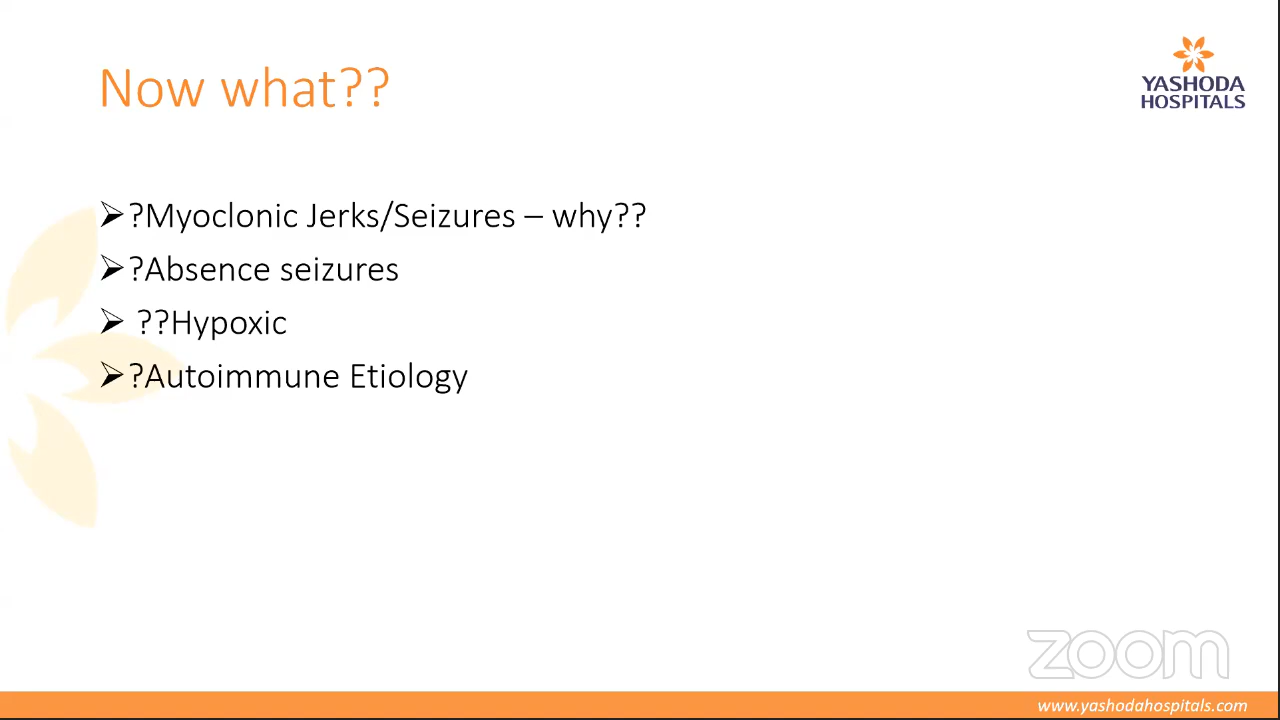 Now what??
YASHODA
HOSPITALS
➢?Myoclonic Jerks/Seizures – why??
➢?Absence seizures
➢ ??Hypoxic
➢?Autoimmune Etiology
zoom
www.yashodahospitals.com